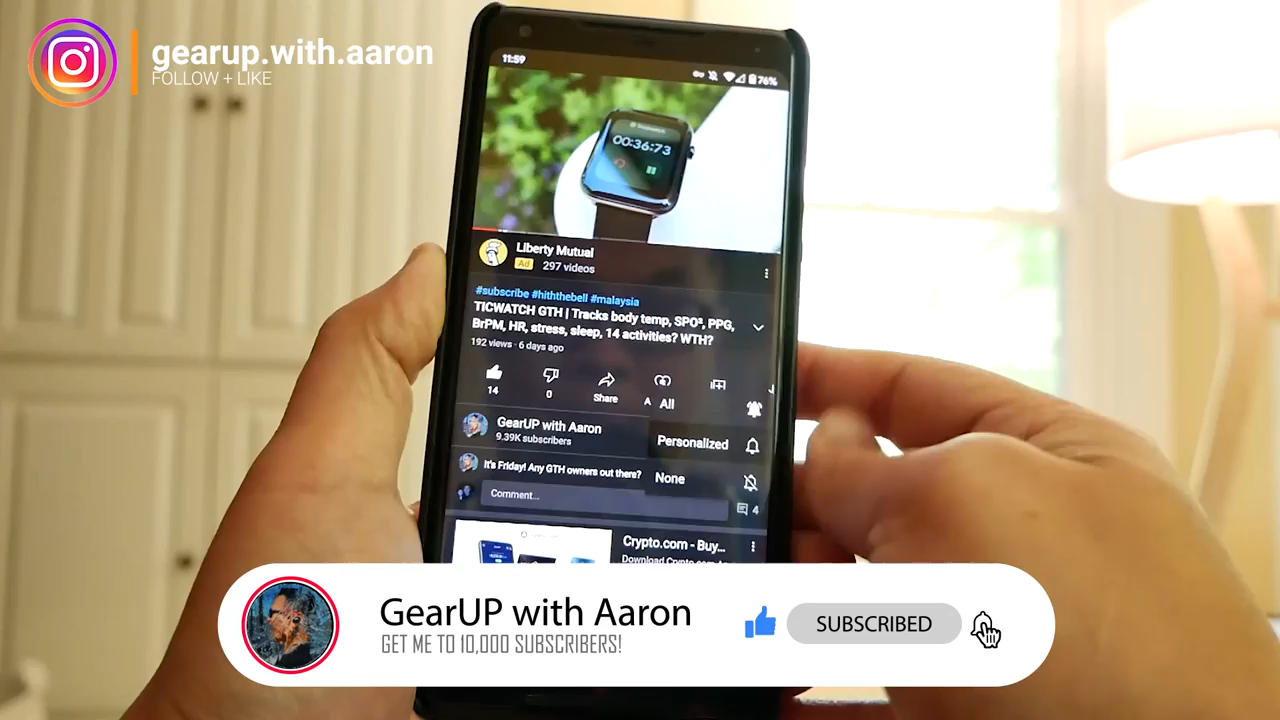 gearup.with.aaron
FOLLOW + LIKE
11:59
76%
00:36:73
Liberty Mutual
Ad 297 videos
#subscribe #hiththebell #malaysia
TICWATCH GTH | Tracks body temp, SPO², PPG,
BrPM, HR, stress, sleep, 14 activities? WTH?
192 views · 6 days ago
14
0
Share
A
All
GearUP with Aaron
9.39K subscribers
Personalized
It's Friday! Any GTH owners out there?
None
Comment...
4
Crypto.com - Buy...
Download Crypto.com
GearUP with Aaron
GET ME TO 10,000 SUBSCRIBERS!
SUBSCRIBED